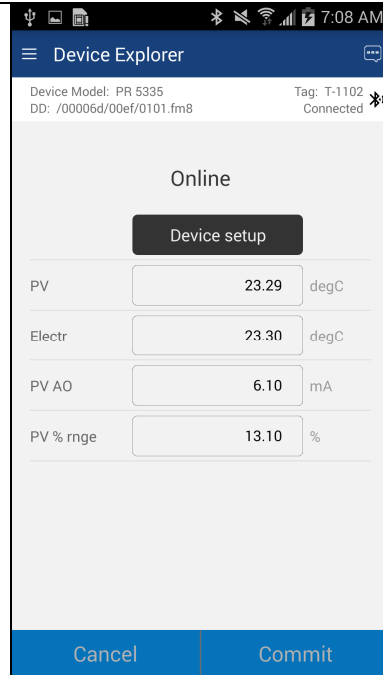 7:08 AM
Device Explorer
Device Model: PR 5335
Tag: T-1102
DD: /00006d/00ef/0101.fm8
Connected
Online
Device setup
PV 23.29 degC
Electr 23.30 degC
PV AO 6.10 mA
PV % rnge 13.10 %
Cancel Commit